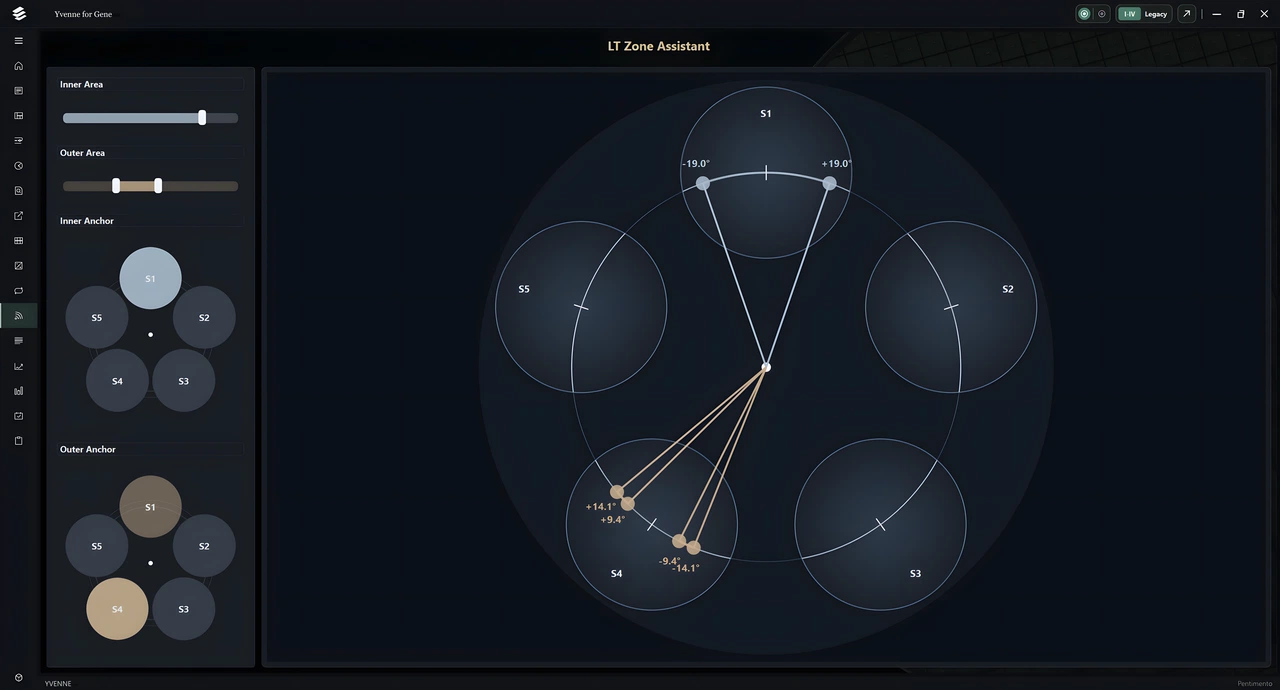 Yvenne for Gene
I-IV Legacy
LT Zone Assistant
Inner Area
Outer Area
Inner Anchor
S1
S5
S2
S4
S3
Outer Anchor
S1
S5
S2
S4
S3
S1
-19.0°
+19.0°
S5
S2
+14.1°
+9.4°
-9.4°
-14.1°
S4
S3
YVENNE
Pentimento